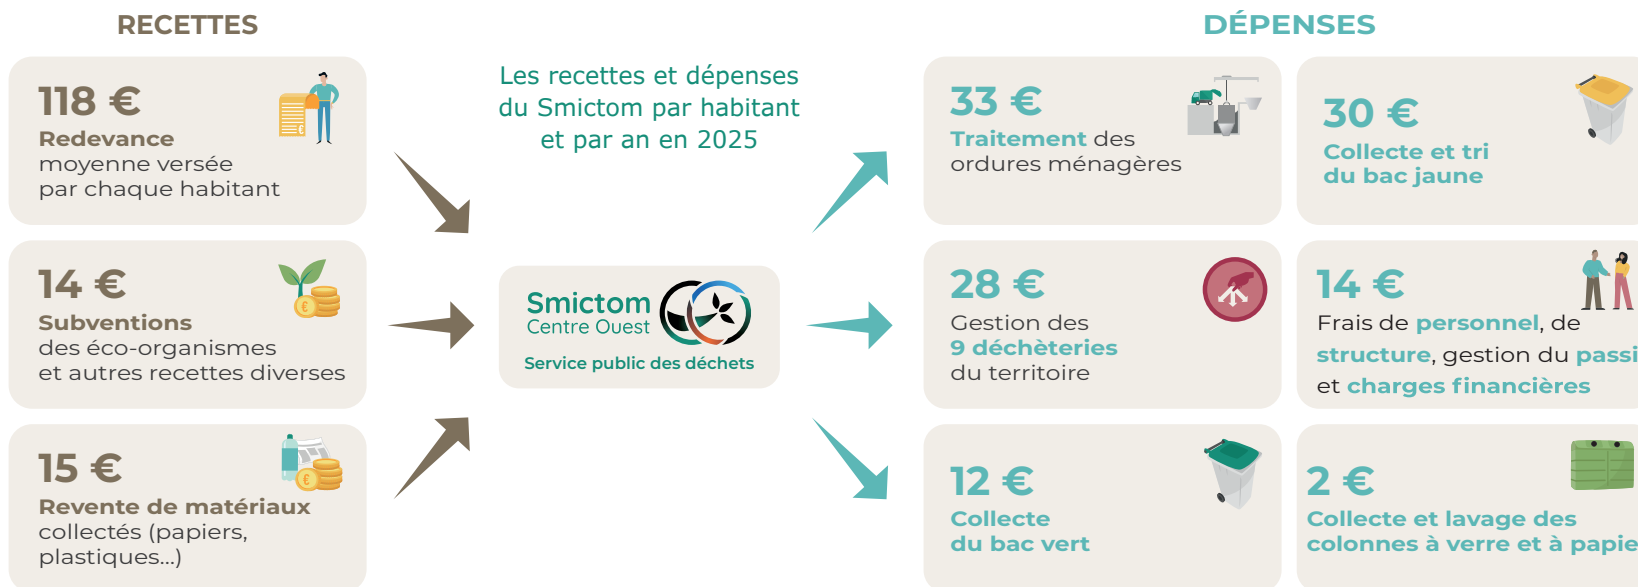 RECETTES
118 €
Redevance
moyenne versée
par chaque habitant
14 €
Subventions
des éco-organismes
et autres recettes diverses
15 €
Revente de matériaux
collectés (papiers,
plastiques...)
Les recettes et dépenses
du Smictom par habitant
et par an en 2025
Smictom
Centre Ouest
Service public des déchets
DÉPENSES
33 €
Traitement des
ordures ménagères
30 €
Collecte et tri
du bac jaune
28 €
Gestion des
9 déchèteries
du territoire
14 €
Frais de personnel, de
structure, gestion du passi
et charges financières
12 €
Collecte
du bac vert
2 €
Collecte et lavage des
colonnes à verre et à papie